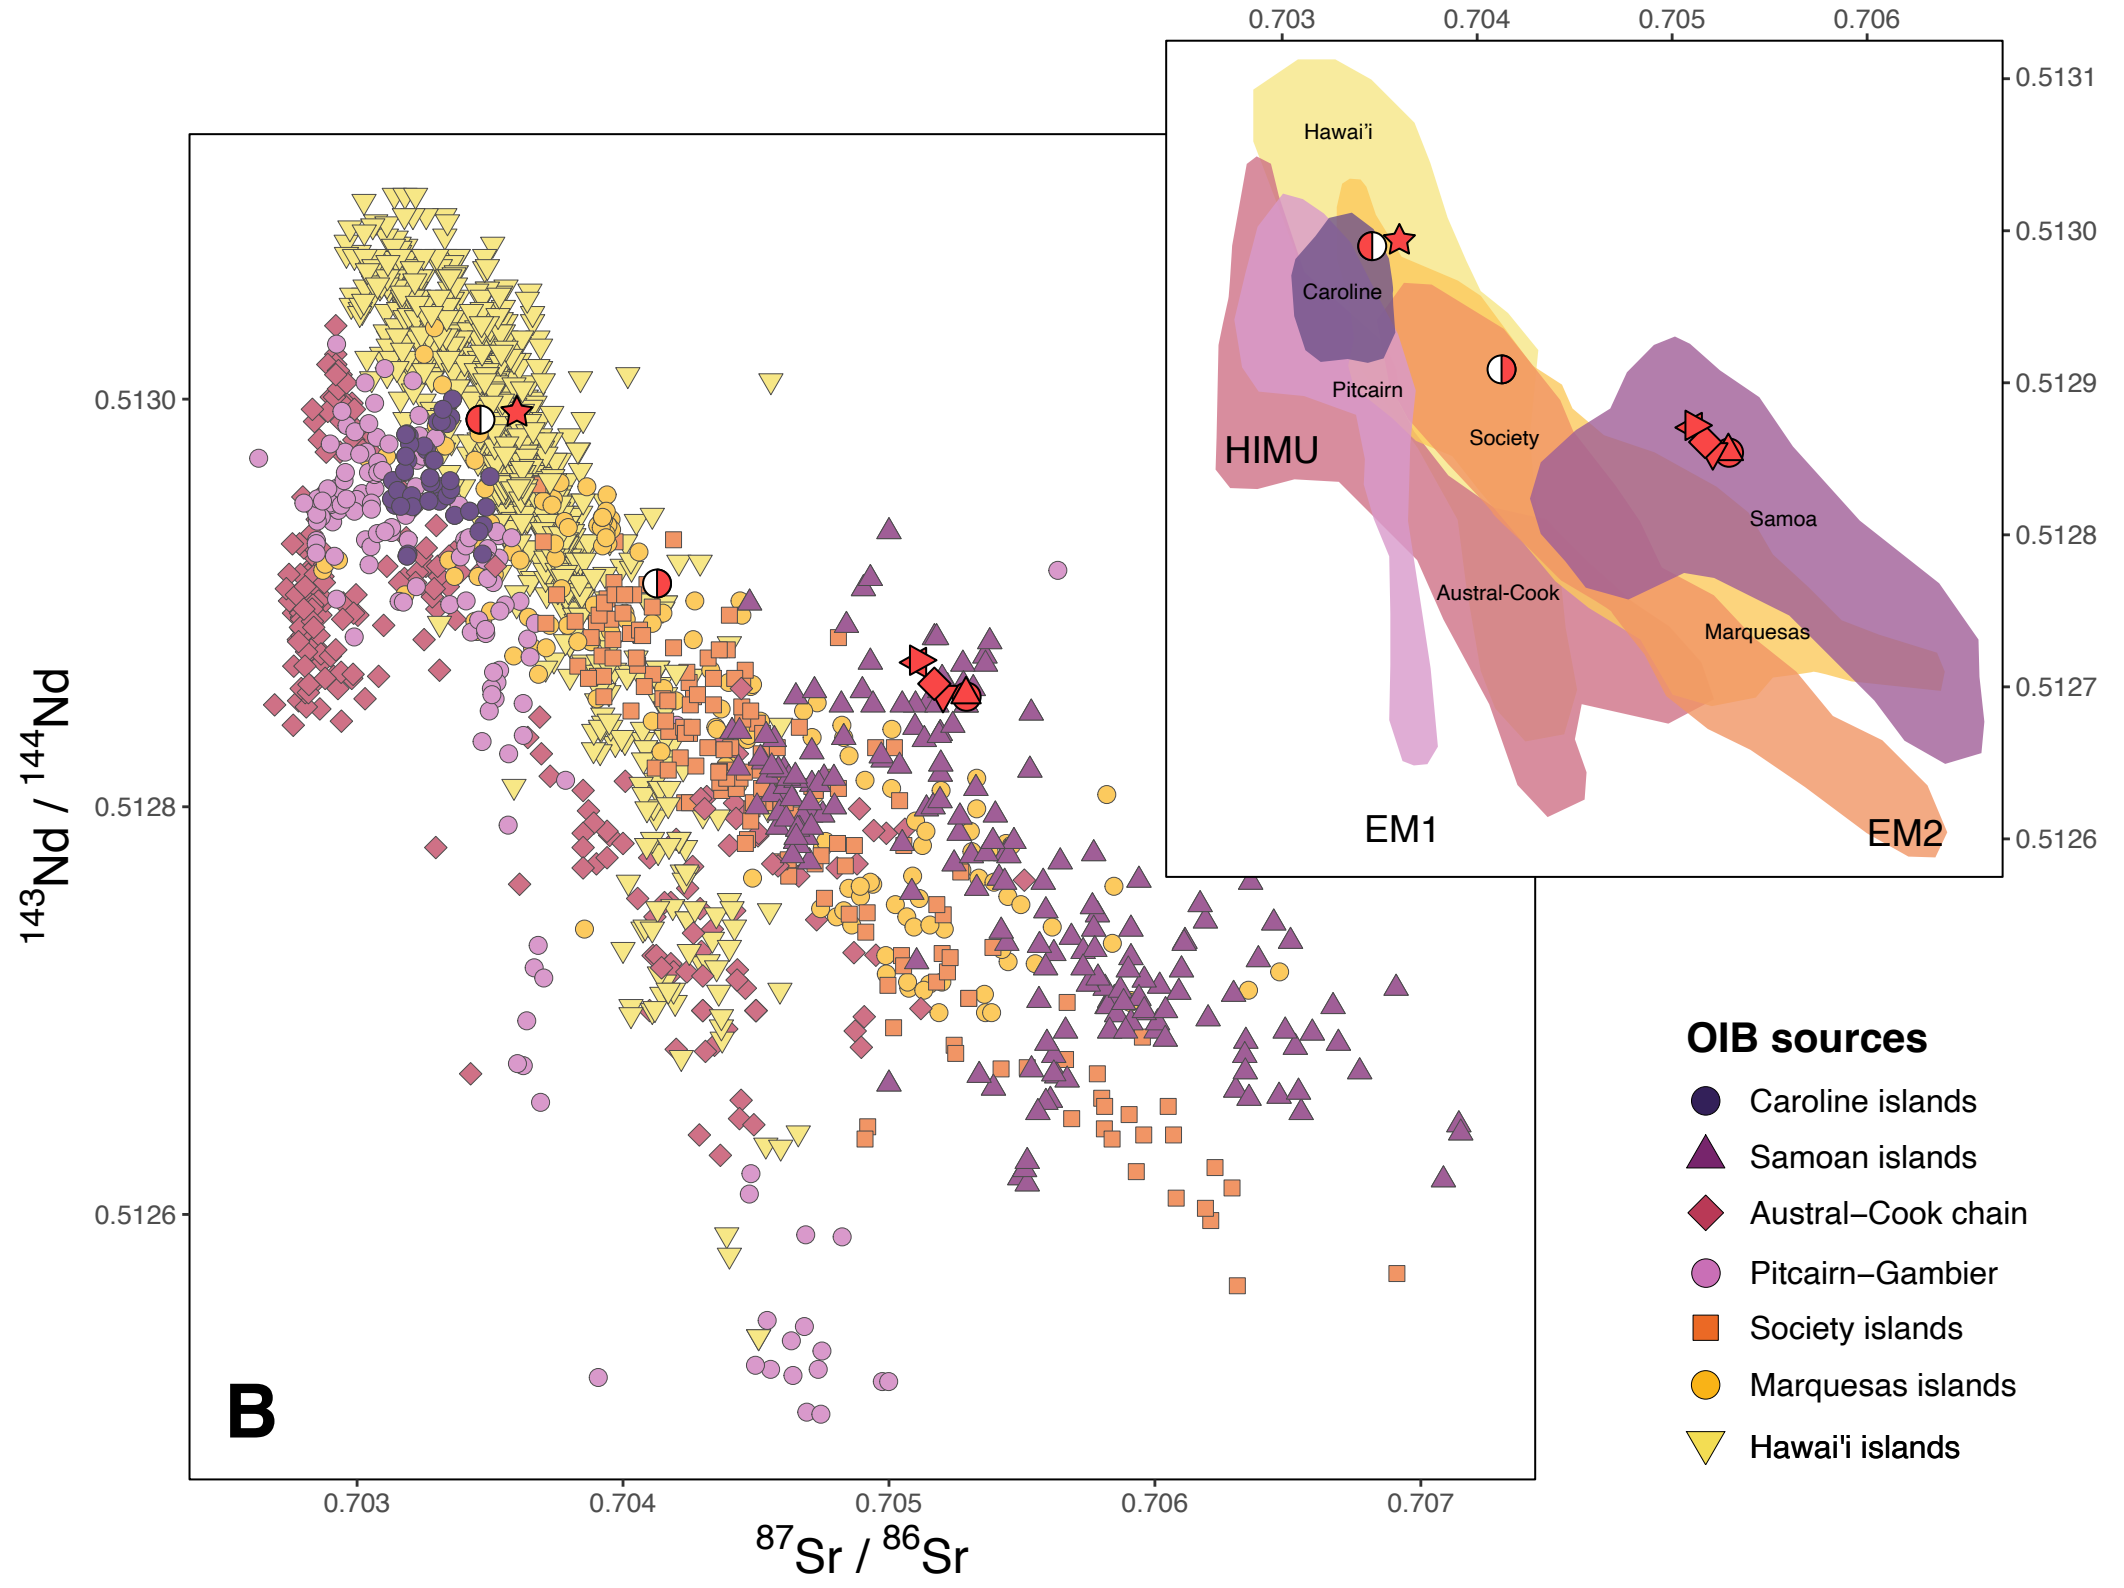 0.703 0.704 0.705 0.706
0.5131
Hawai’i
0.5130
Caroline
0.5129
Pitcairn
Society
HIMU
Samoa
0.5128
Austral-Cook
Marquesas
0.5127
EM1
EM2
0.5126
0.5130
0.5128
0.5126
143Nd / 144Nd
B
0.703 0.704 0.705 0.706 0.707
87Sr / 86Sr
OIB sources
Caroline islands
Samoan islands
Austral−Cook chain
Pitcairn−Gambier
Society islands
Marquesas islands
Hawai'i islands